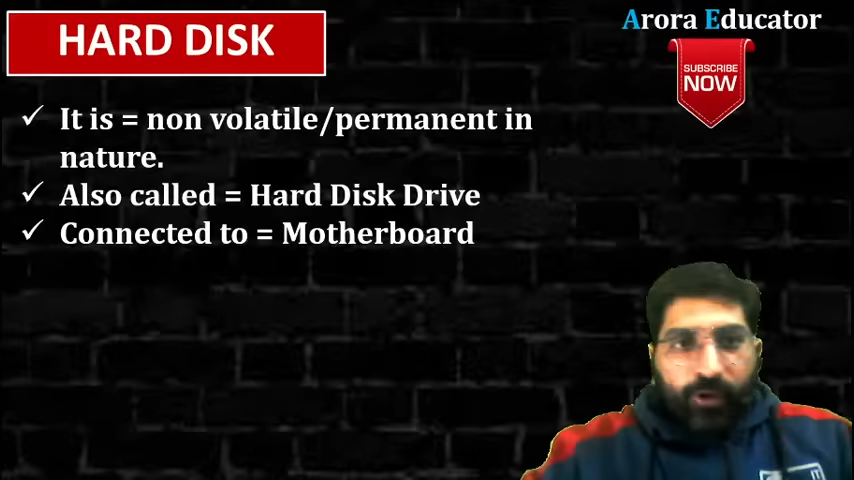 HARD DISK
Arora Educator
SUBSCRIBE
NOW
✓ It is = non volatile/permanent in
nature.
✓ Also called = Hard Disk Drive
✓ Connected to = Motherboard